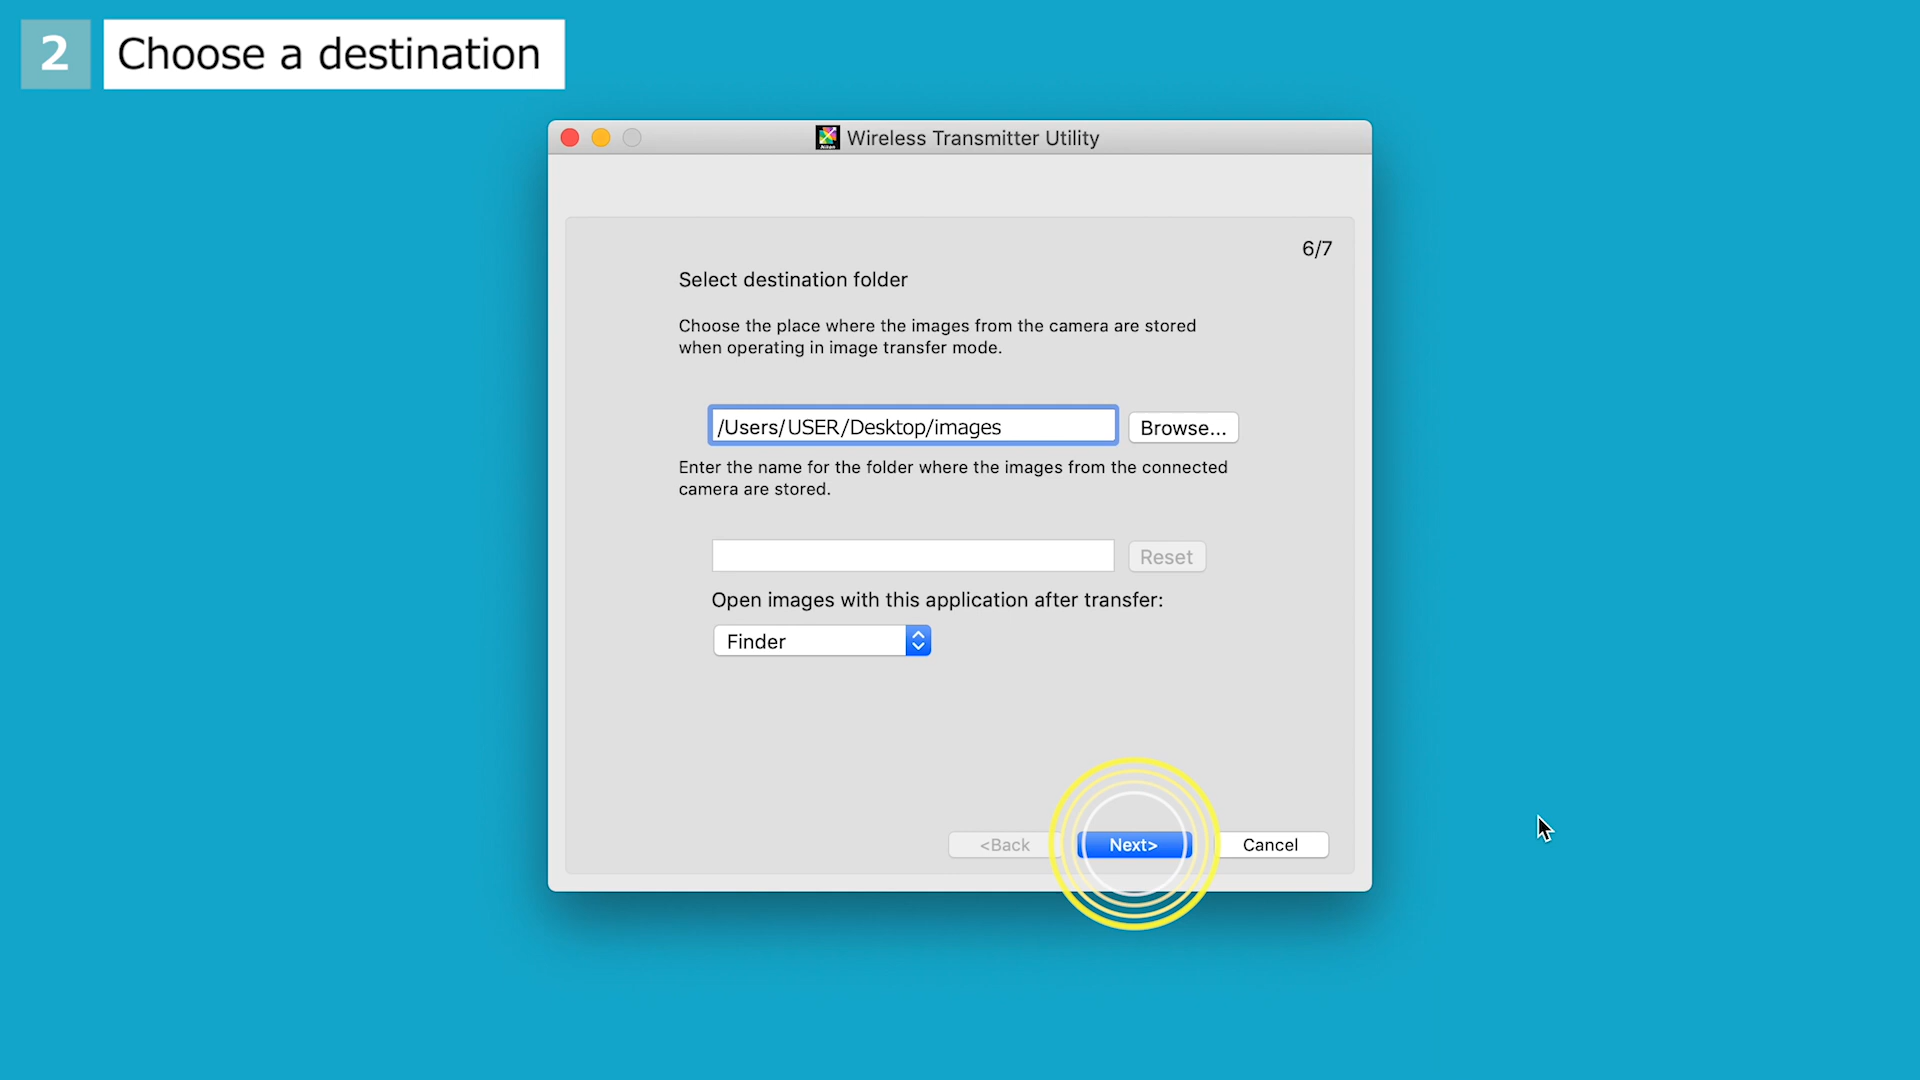 2 Choose a destination
Wireless Transmitter Utility
6/7
Select destination folder
Choose the place where the images from the camera are stored
when operating in image transfer mode.
/Users/USER/Desktop/images
Browse...
Enter the name for the folder where the images from the connected
camera are stored.
Reset
Open images with this application after transfer:
Finder
<Back
Next>
Cancel